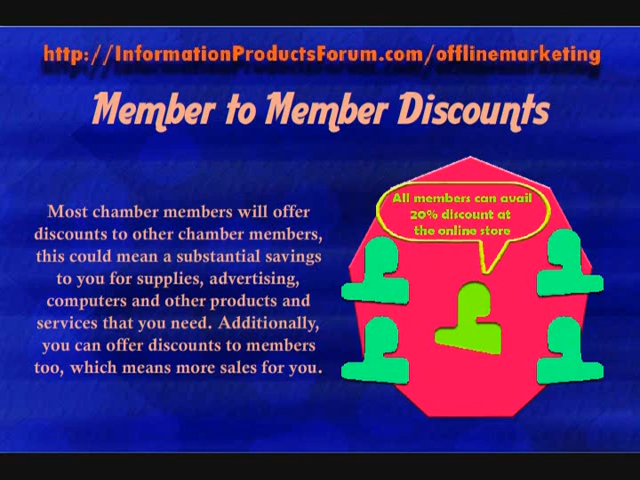 http://InformationProductsForum.com/offlinemarketing
Member to Member Discounts
Most chamber members will offer
discounts to other chamber members,
this could mean a substantial savings
to you for supplies, advertising,
computers and other products and
services that you need. Additionally,
you can offer discounts to members
too, which means more sales for you.
All members can avail
20% discount at
the online store